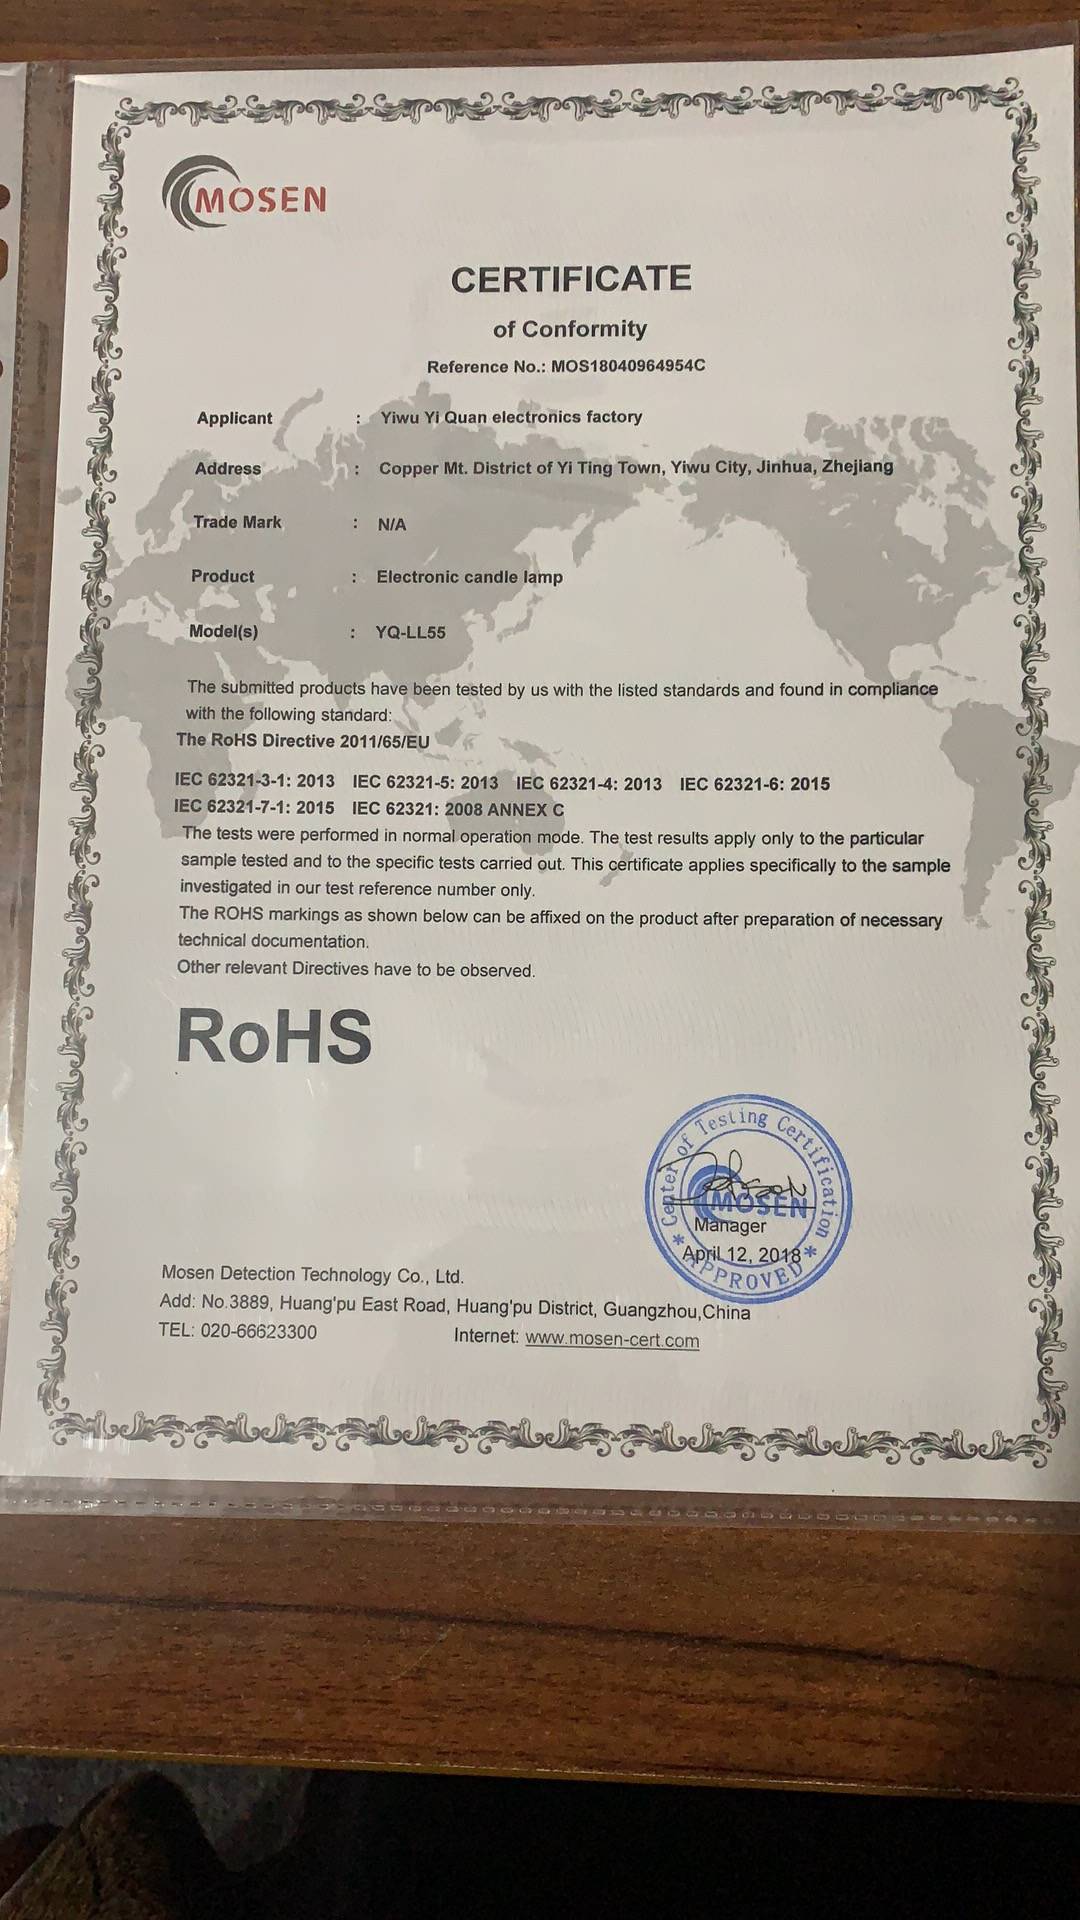 MOSEN
CERTIFICATE
of Conformity
Reference No.: MOS18040964954C
Applicant : Yiwu Yi Quan electronics factory
Address : Copper Mt. District of Yi Ting Town, Yiwu City, Jinhua, Zhejiang
Trade Mark : N/A
Product : Electronic candle lamp
Model(s) : YQ-LL55
The submitted products have been tested by us with the listed standards and found in compliance
with the following standard:
The RoHS Directive 2011/65/EU
IEC 62321-3-1: 2013 IEC 62321-5: 2013 IEC 62321-4: 2013 IEC 62321-6: 2015
IEC 62321-7-1: 2015 IEC 62321: 2008 ANNEX C
The tests were performed in normal operation mode. The test results apply only to the particular
sample tested and to the specific tests carried out. This certificate applies specifically to the sample
investigated in our test reference number only.
The ROHS markings as shown below can be affixed on the product after preparation of necessary
technical documentation.
Other relevant Directives have to be observed.
RoHS
Center of Testing Certification
MOSEN
Manager
April 12, 2018
* APPROVED *
Mosen Detection Technology Co., Ltd.
Add: No.3889, Huang'pu East Road, Huang'pu District, Guangzhou,China
TEL: 020-66623300 Internet: www.mosen-cert.com